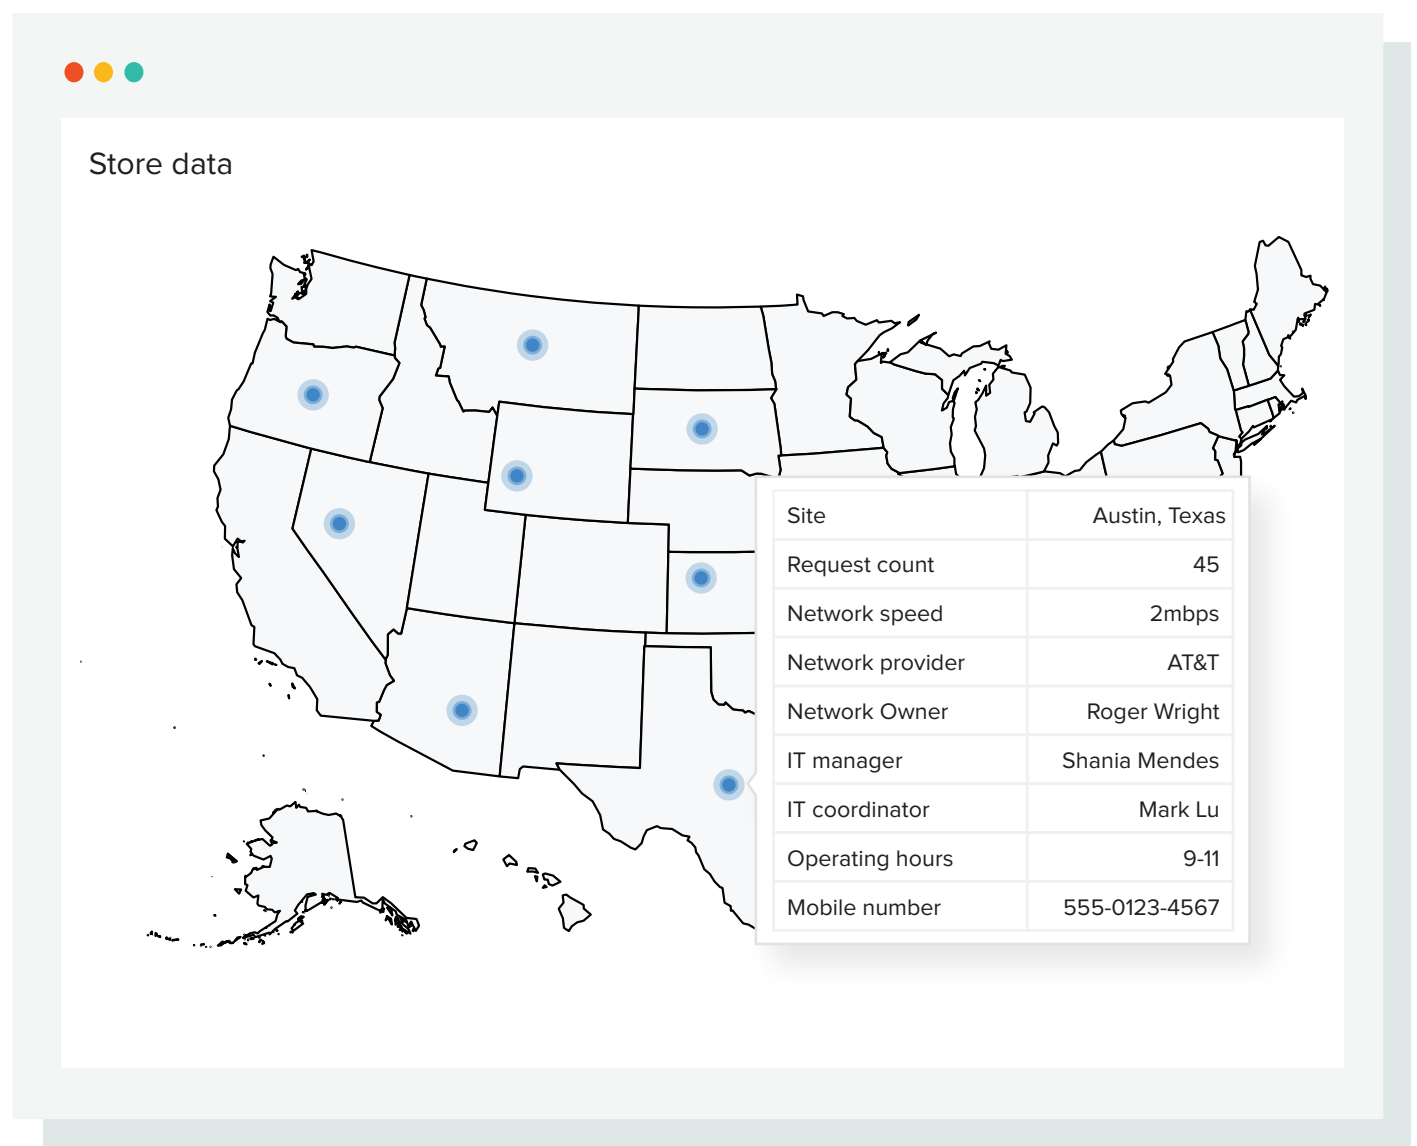 Store data
Site Austin, Texas
Request count 45
Network speed 2mbps
Network provider AT&T
Network Owner Roger Wright
IT manager Shania Mendes
IT coordinator Mark Lu
Operating hours 9-11
Mobile number 555-0123-4567